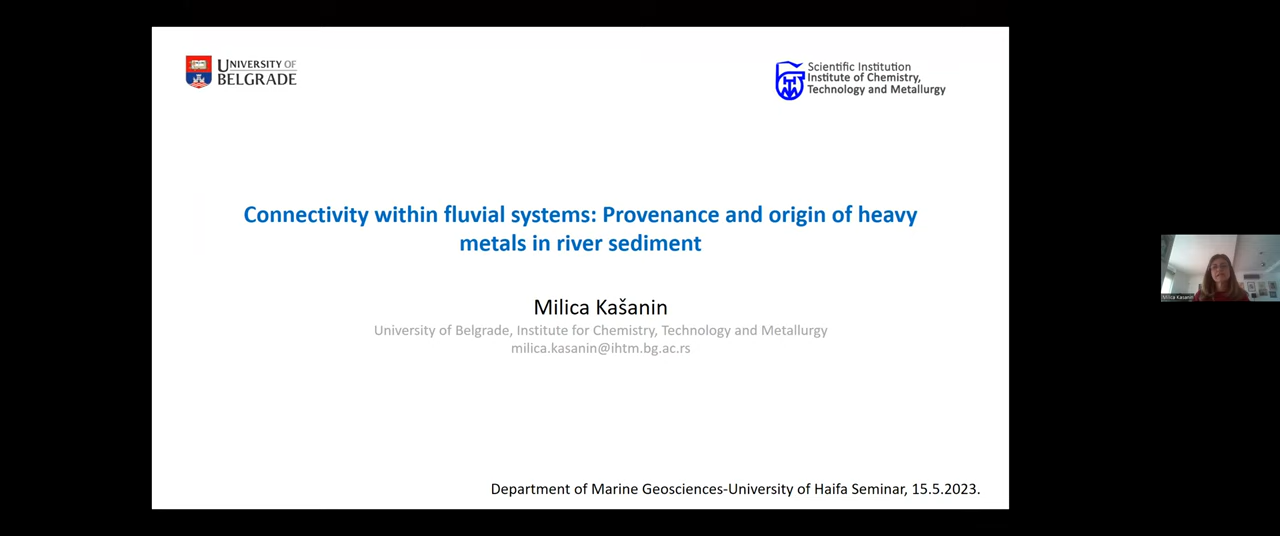 UNIVERSITY OF
BELGRADE
Scientific Institution
Institute of Chemistry,
Technology and Metallurgy
Connectivity within fluvial systems: Provenance and origin of heavy
metals in river sediment
Milica Kašanin
University of Belgrade, Institute for Chemistry, Technology and Metallurgy
milica.kasanin@ihtm.bg.ac.rs
Milica Kasanin
Department of Marine Geosciences-University of Haifa Seminar, 15.5.2023.